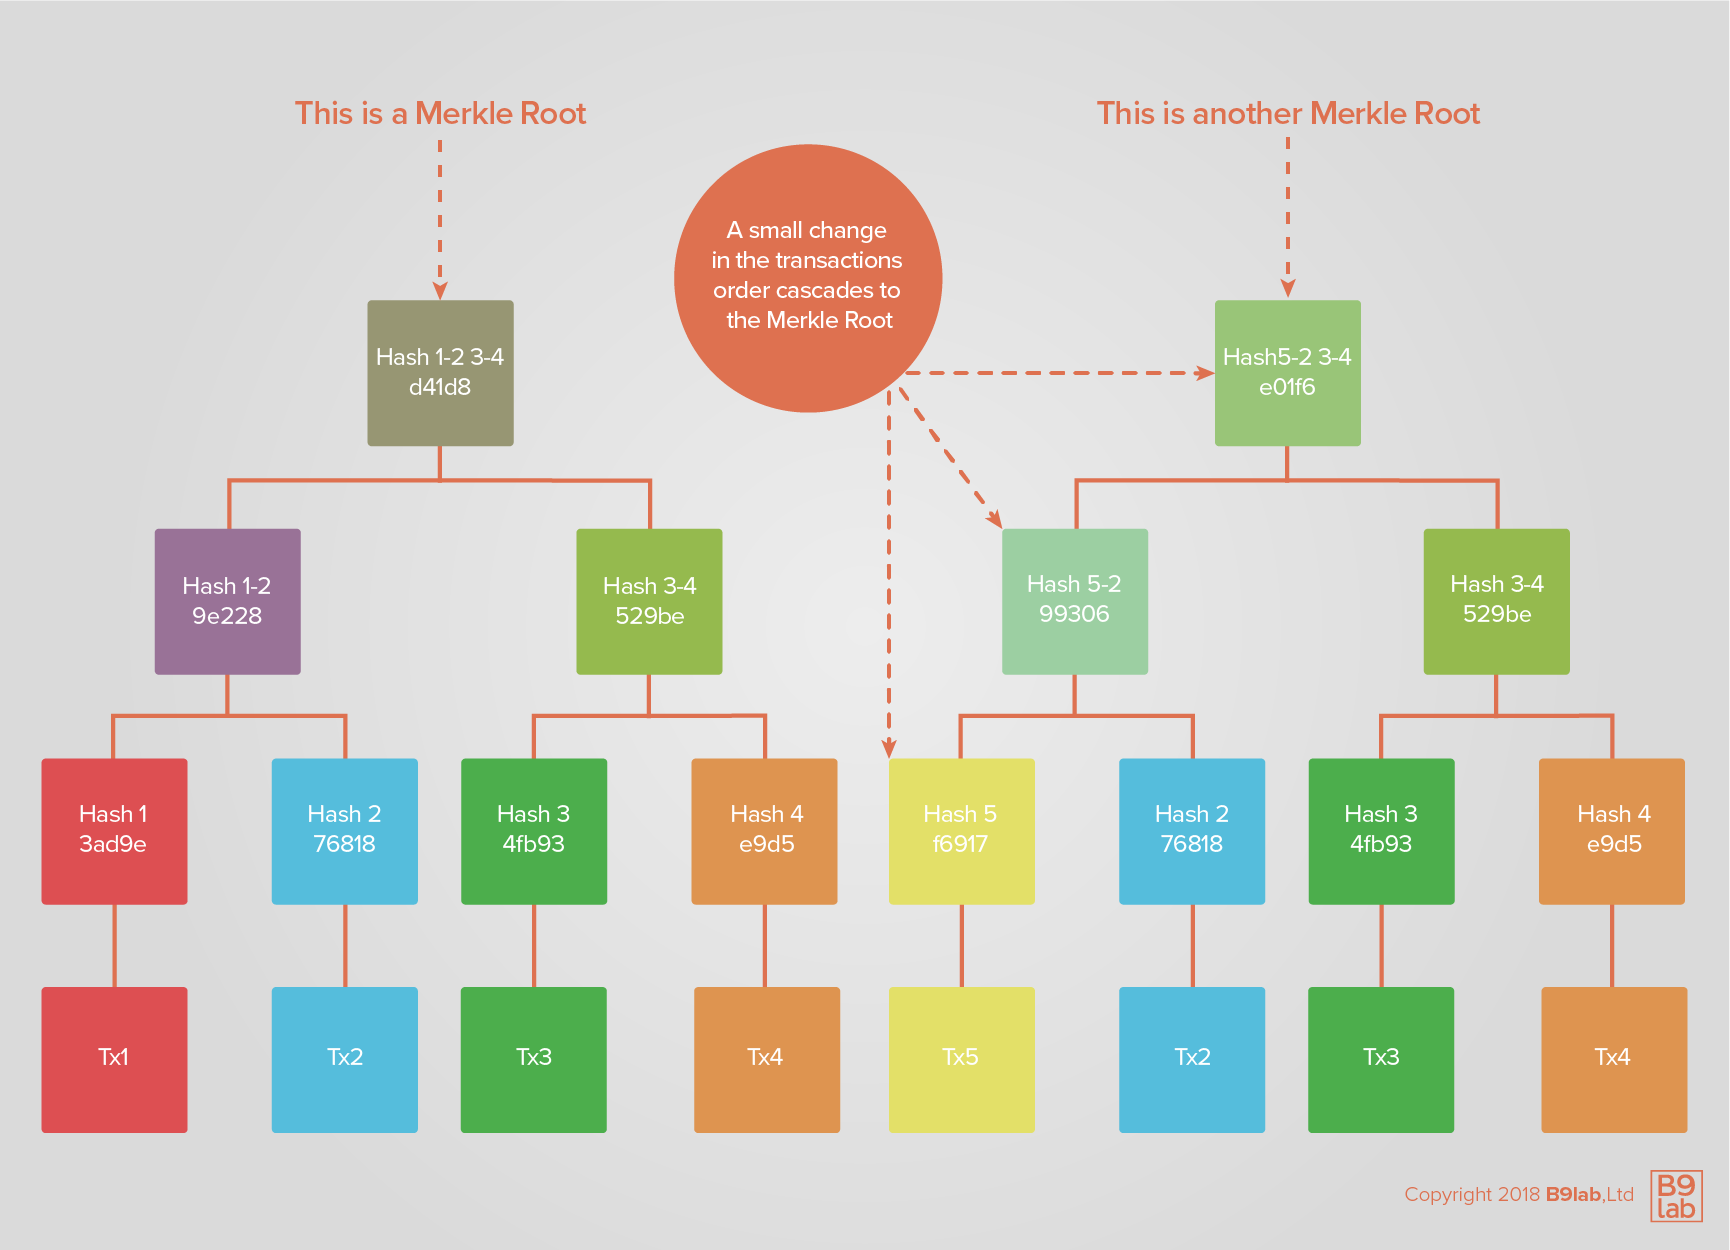 This is a Merkle Root
This is another Merkle Root
A small change
in the transactions
order cascades to
the Merkle Root
Hash 1-2 3-4
d41d8
Hash5-2 3-4
e01f6
Hash 1-2
9e228
Hash 3-4
529be
Hash 5-2
99306
Hash 3-4
529be
Hash 1
3ad9e
Hash 2
76818
Hash 3
4fb93
Hash 4
e9d5
Hash 5
f6917
Hash 2
76818
Hash 3
4fb93
Hash 4
e9d5
Tx1
Tx2
Tx3
Tx4
Tx5
Tx2
Tx3
Tx4
Copyright 2018 B9lab,Ltd
B9
lab